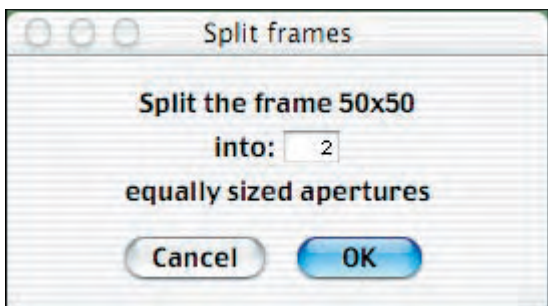 Split frames
Split the frame 50x50
into: 2
equally sized apertures
Cancel OK